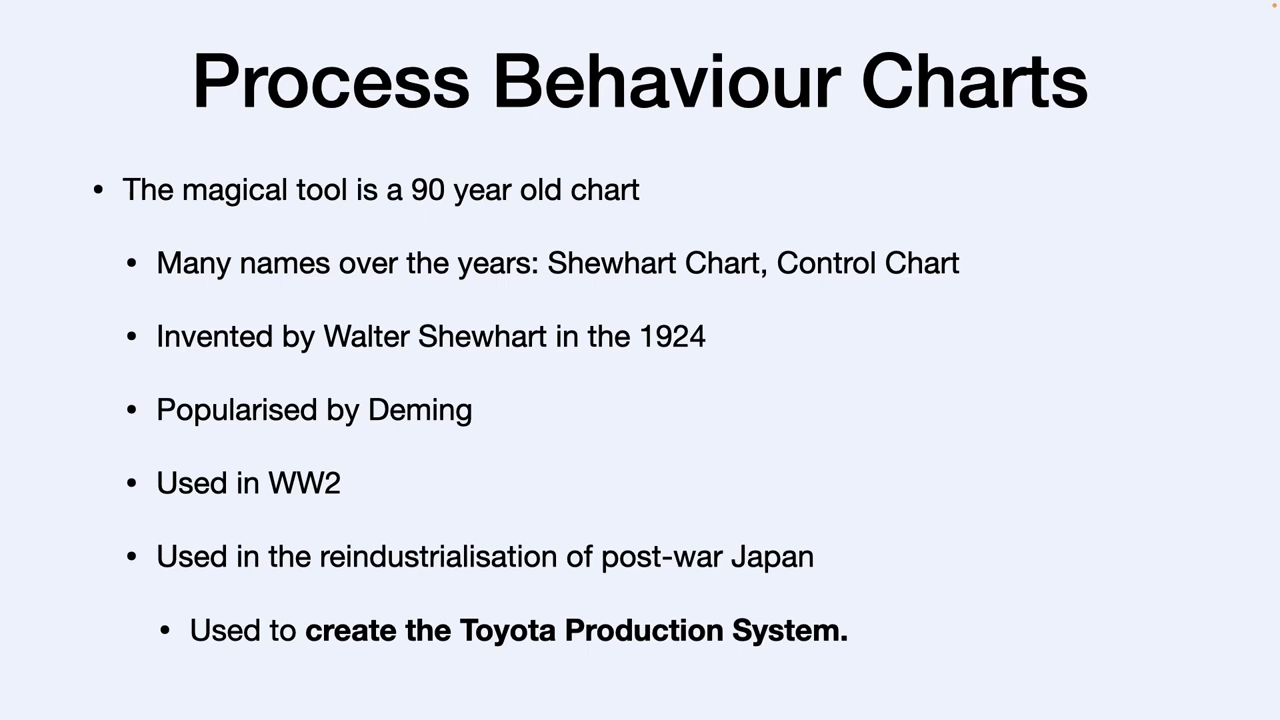 Process Behaviour Charts
• The magical tool is a 90 year old chart
• Many names over the years: Shewhart Chart, Control Chart
• Invented by Walter Shewhart in the 1924
• Popularised by Deming
• Used in WW2
• Used in the reindustrialisation of post-war Japan
• Used to create the Toyota Production System.